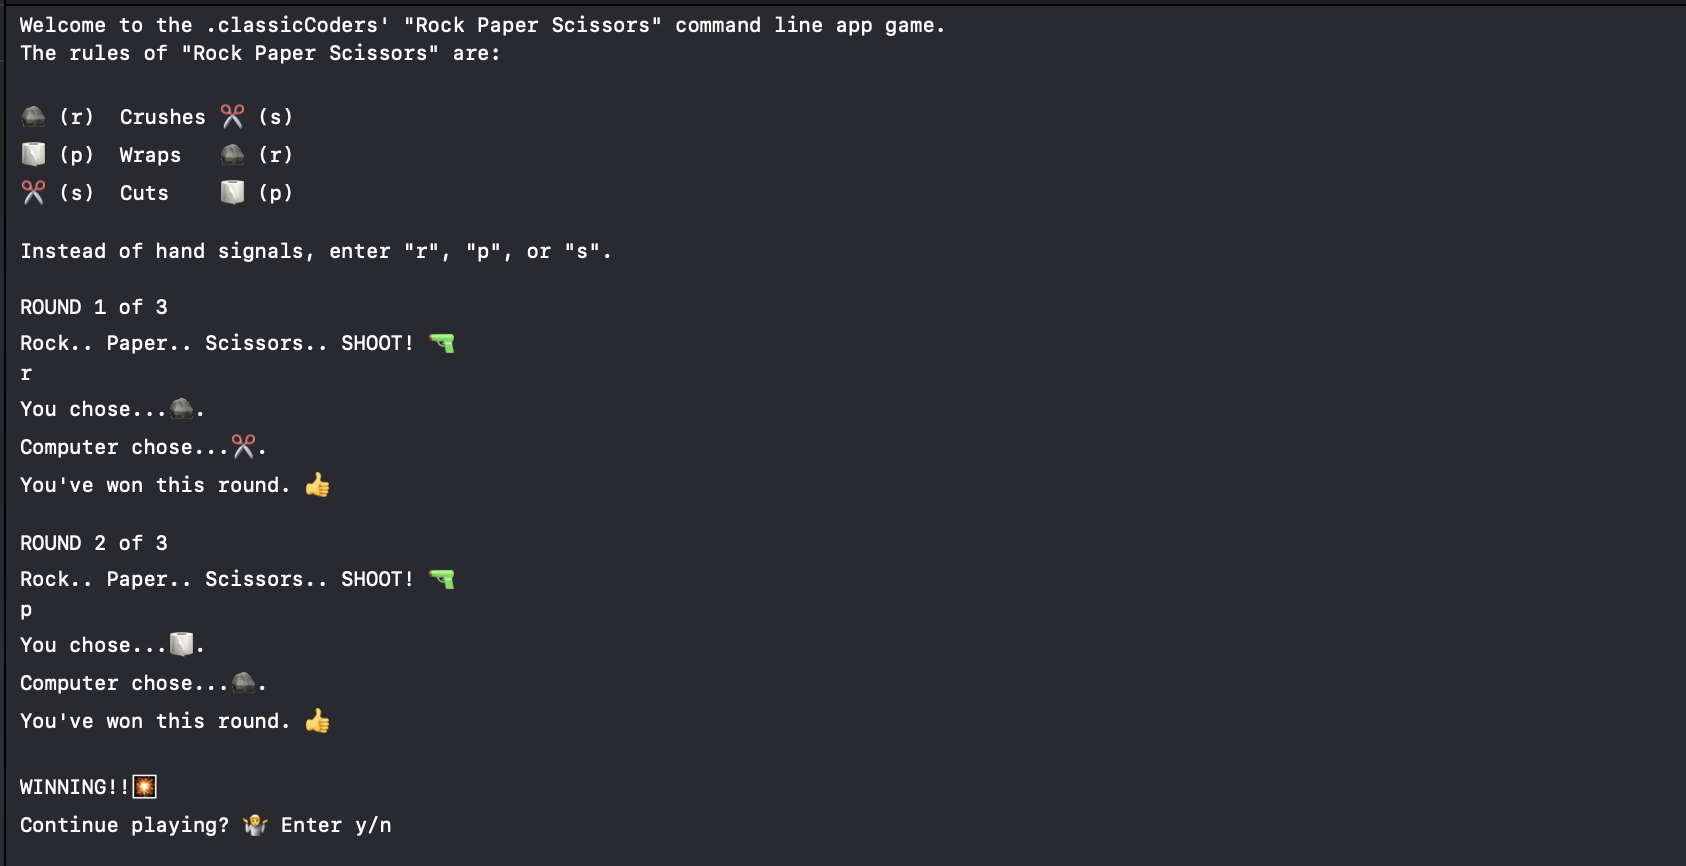 Welcome to the .classicCoders' "Rock Paper Scissors" command line app game.
The rules of "Rock Paper Scissors" are:
🪨 (r)  Crushes ✂️ (s)
🧻 (p)  Wraps   🪨 (r)
✂️ (s)  Cuts    🧻 (p)
Instead of hand signals, enter "r", "p", or "s".
ROUND 1 of 3
Rock.. Paper.. Scissors.. SHOOT! 🔫
r
You chose...🪨.
Computer chose...✂️.
You've won this round. 👍
ROUND 2 of 3
Rock.. Paper.. Scissors.. SHOOT! 🔫
p
You chose...🧻.
Computer chose...🪨.
You've won this round. 👍
WINNING!!🎇
Continue playing? 🤷 Enter y/n